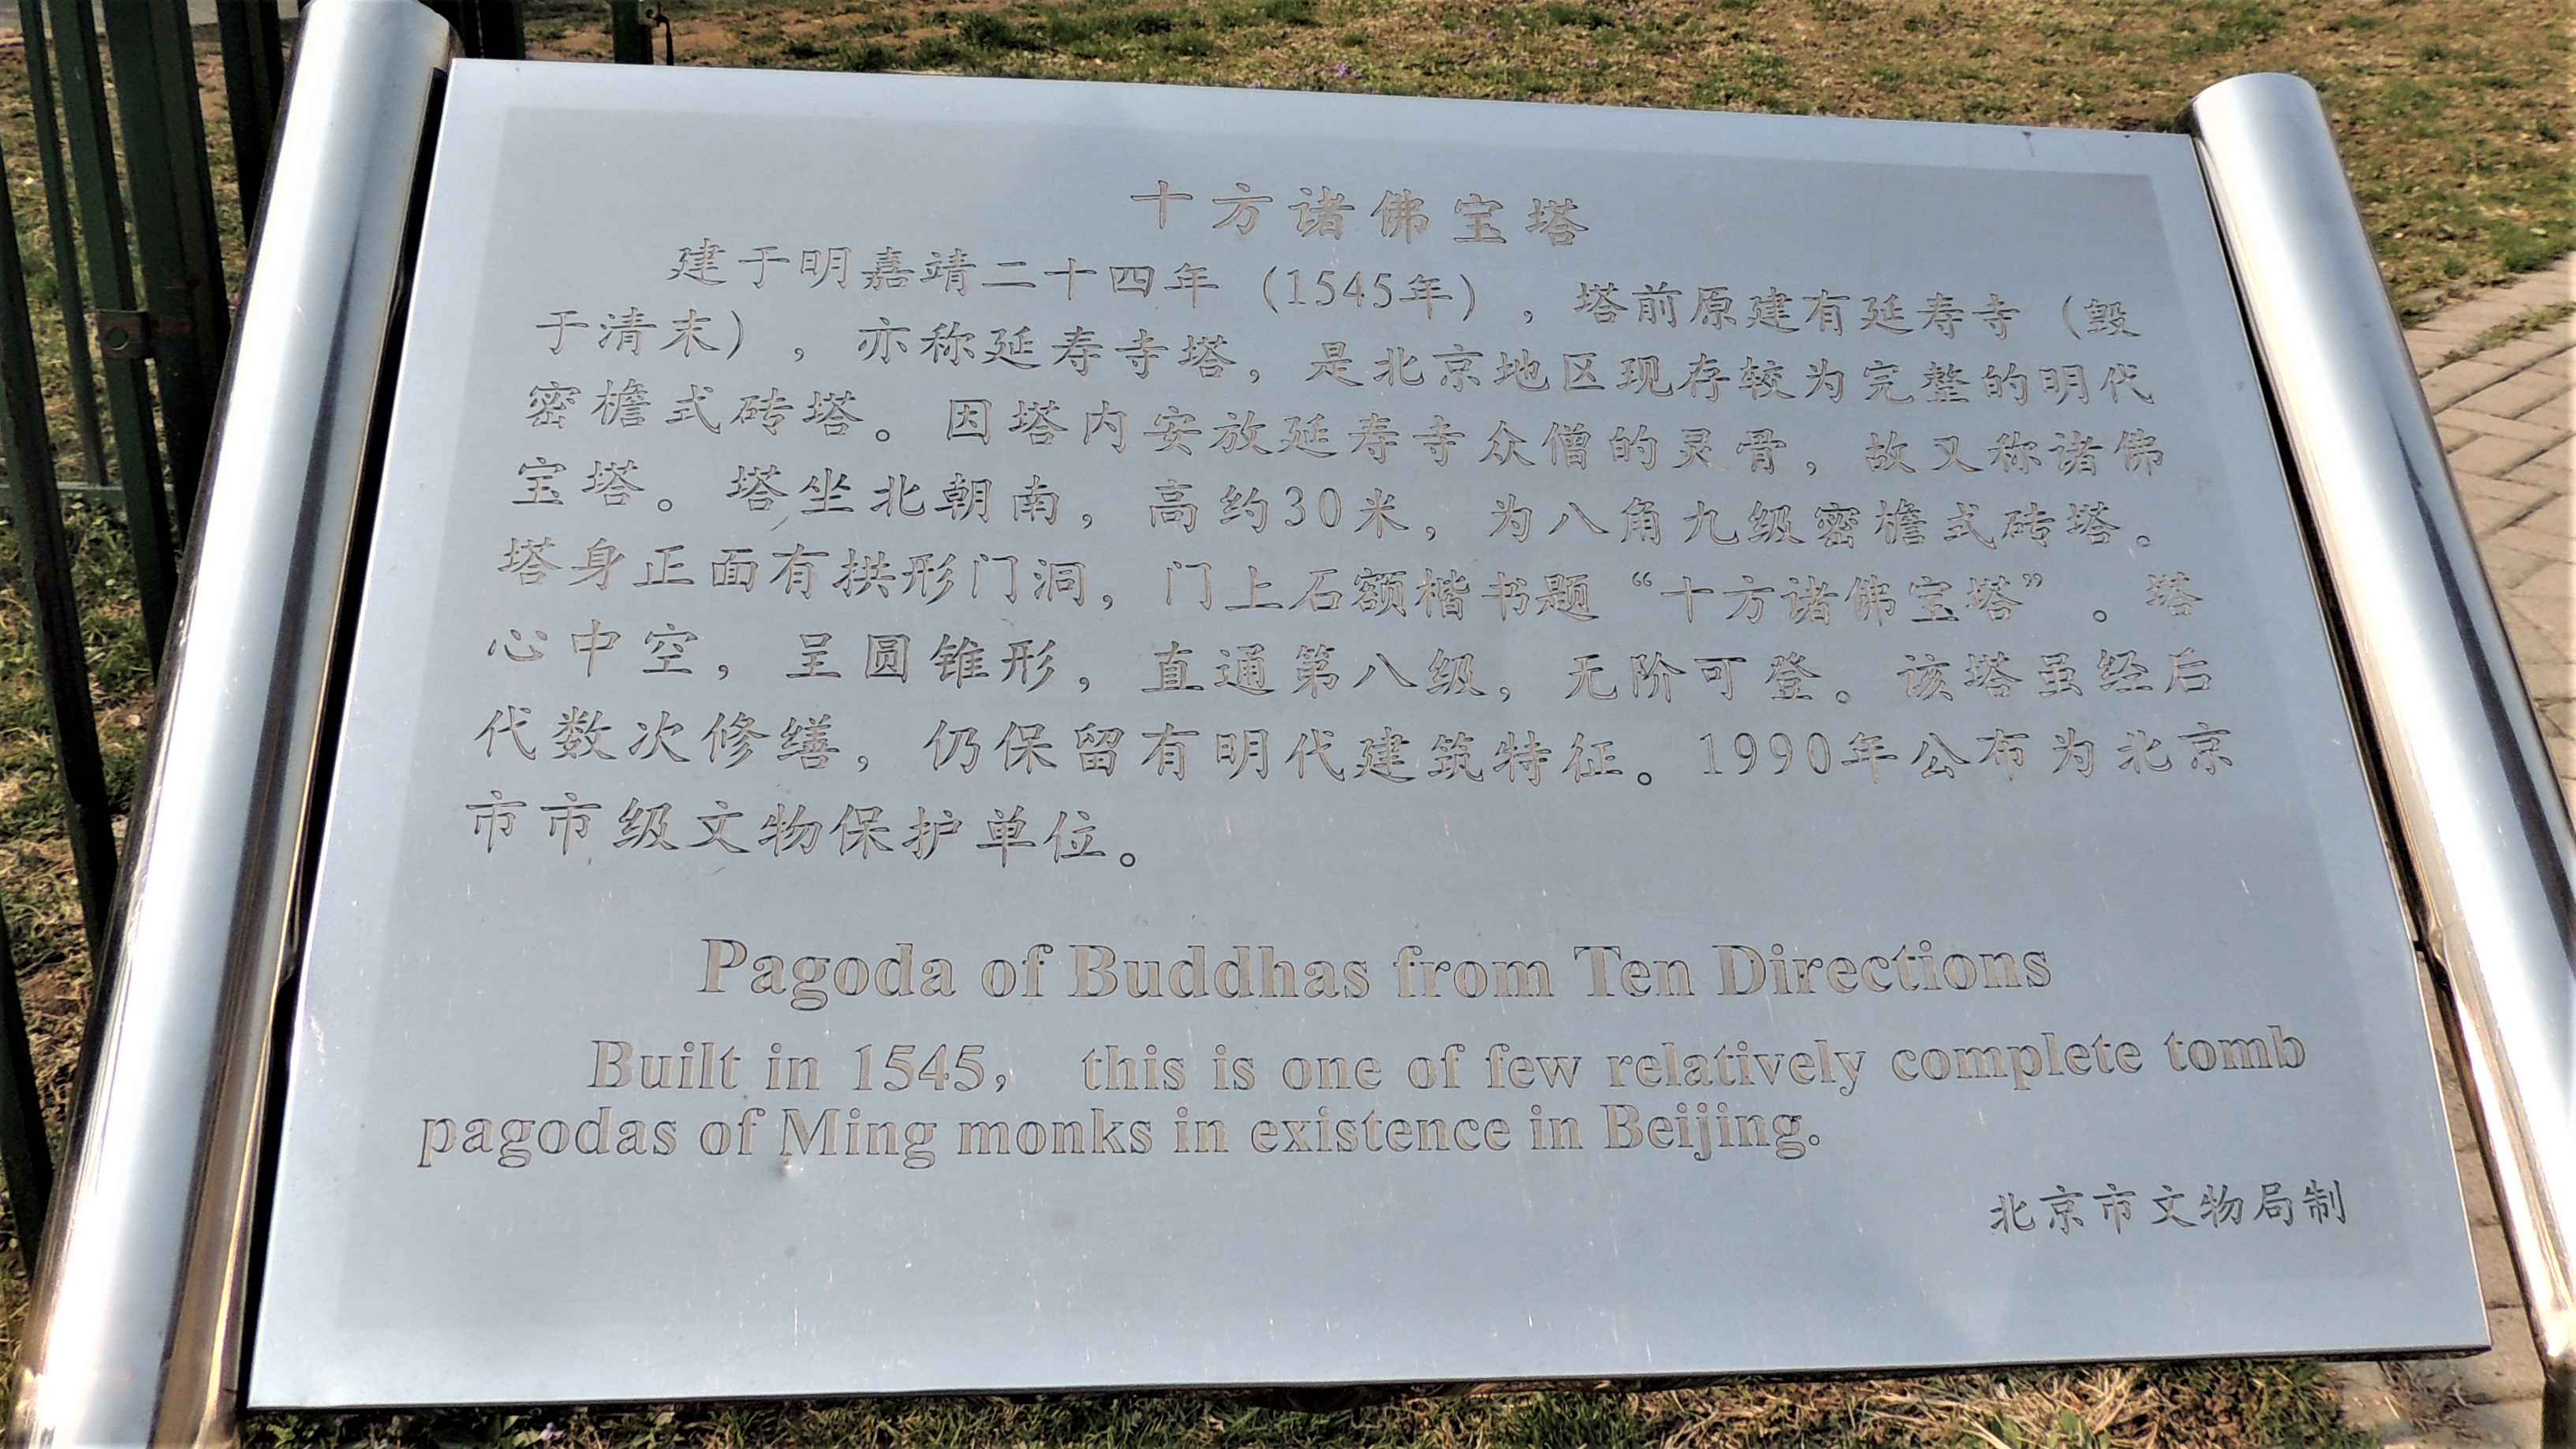 十方诸佛宝塔
建于明嘉靖二十四年（1545年），塔前原建有延寿寺（毁
于清末），亦称延寿寺塔，是北京地区现存较为完整的明代
密檐式砖塔。因塔内安放延寿寺众僧的灵骨，故又称诸佛
宝塔。塔坐北朝南，高约30米，为八角九级密檐式砖塔。
塔身正面有拱形门洞，门上石额楷书题“十方诸佛宝塔”。塔
心中空，呈圆锥形，直通第八级，无阶可登。该塔虽经后
代数次修缮，仍保留有明代建筑特征。1990年公布为北京
市市级文物保护单位。
Pagoda of Buddhas from Ten Directions
Built in 1545， this is one of few relatively complete tomb
pagodas of Ming monks in existence in Beijing.
北京市文物局制